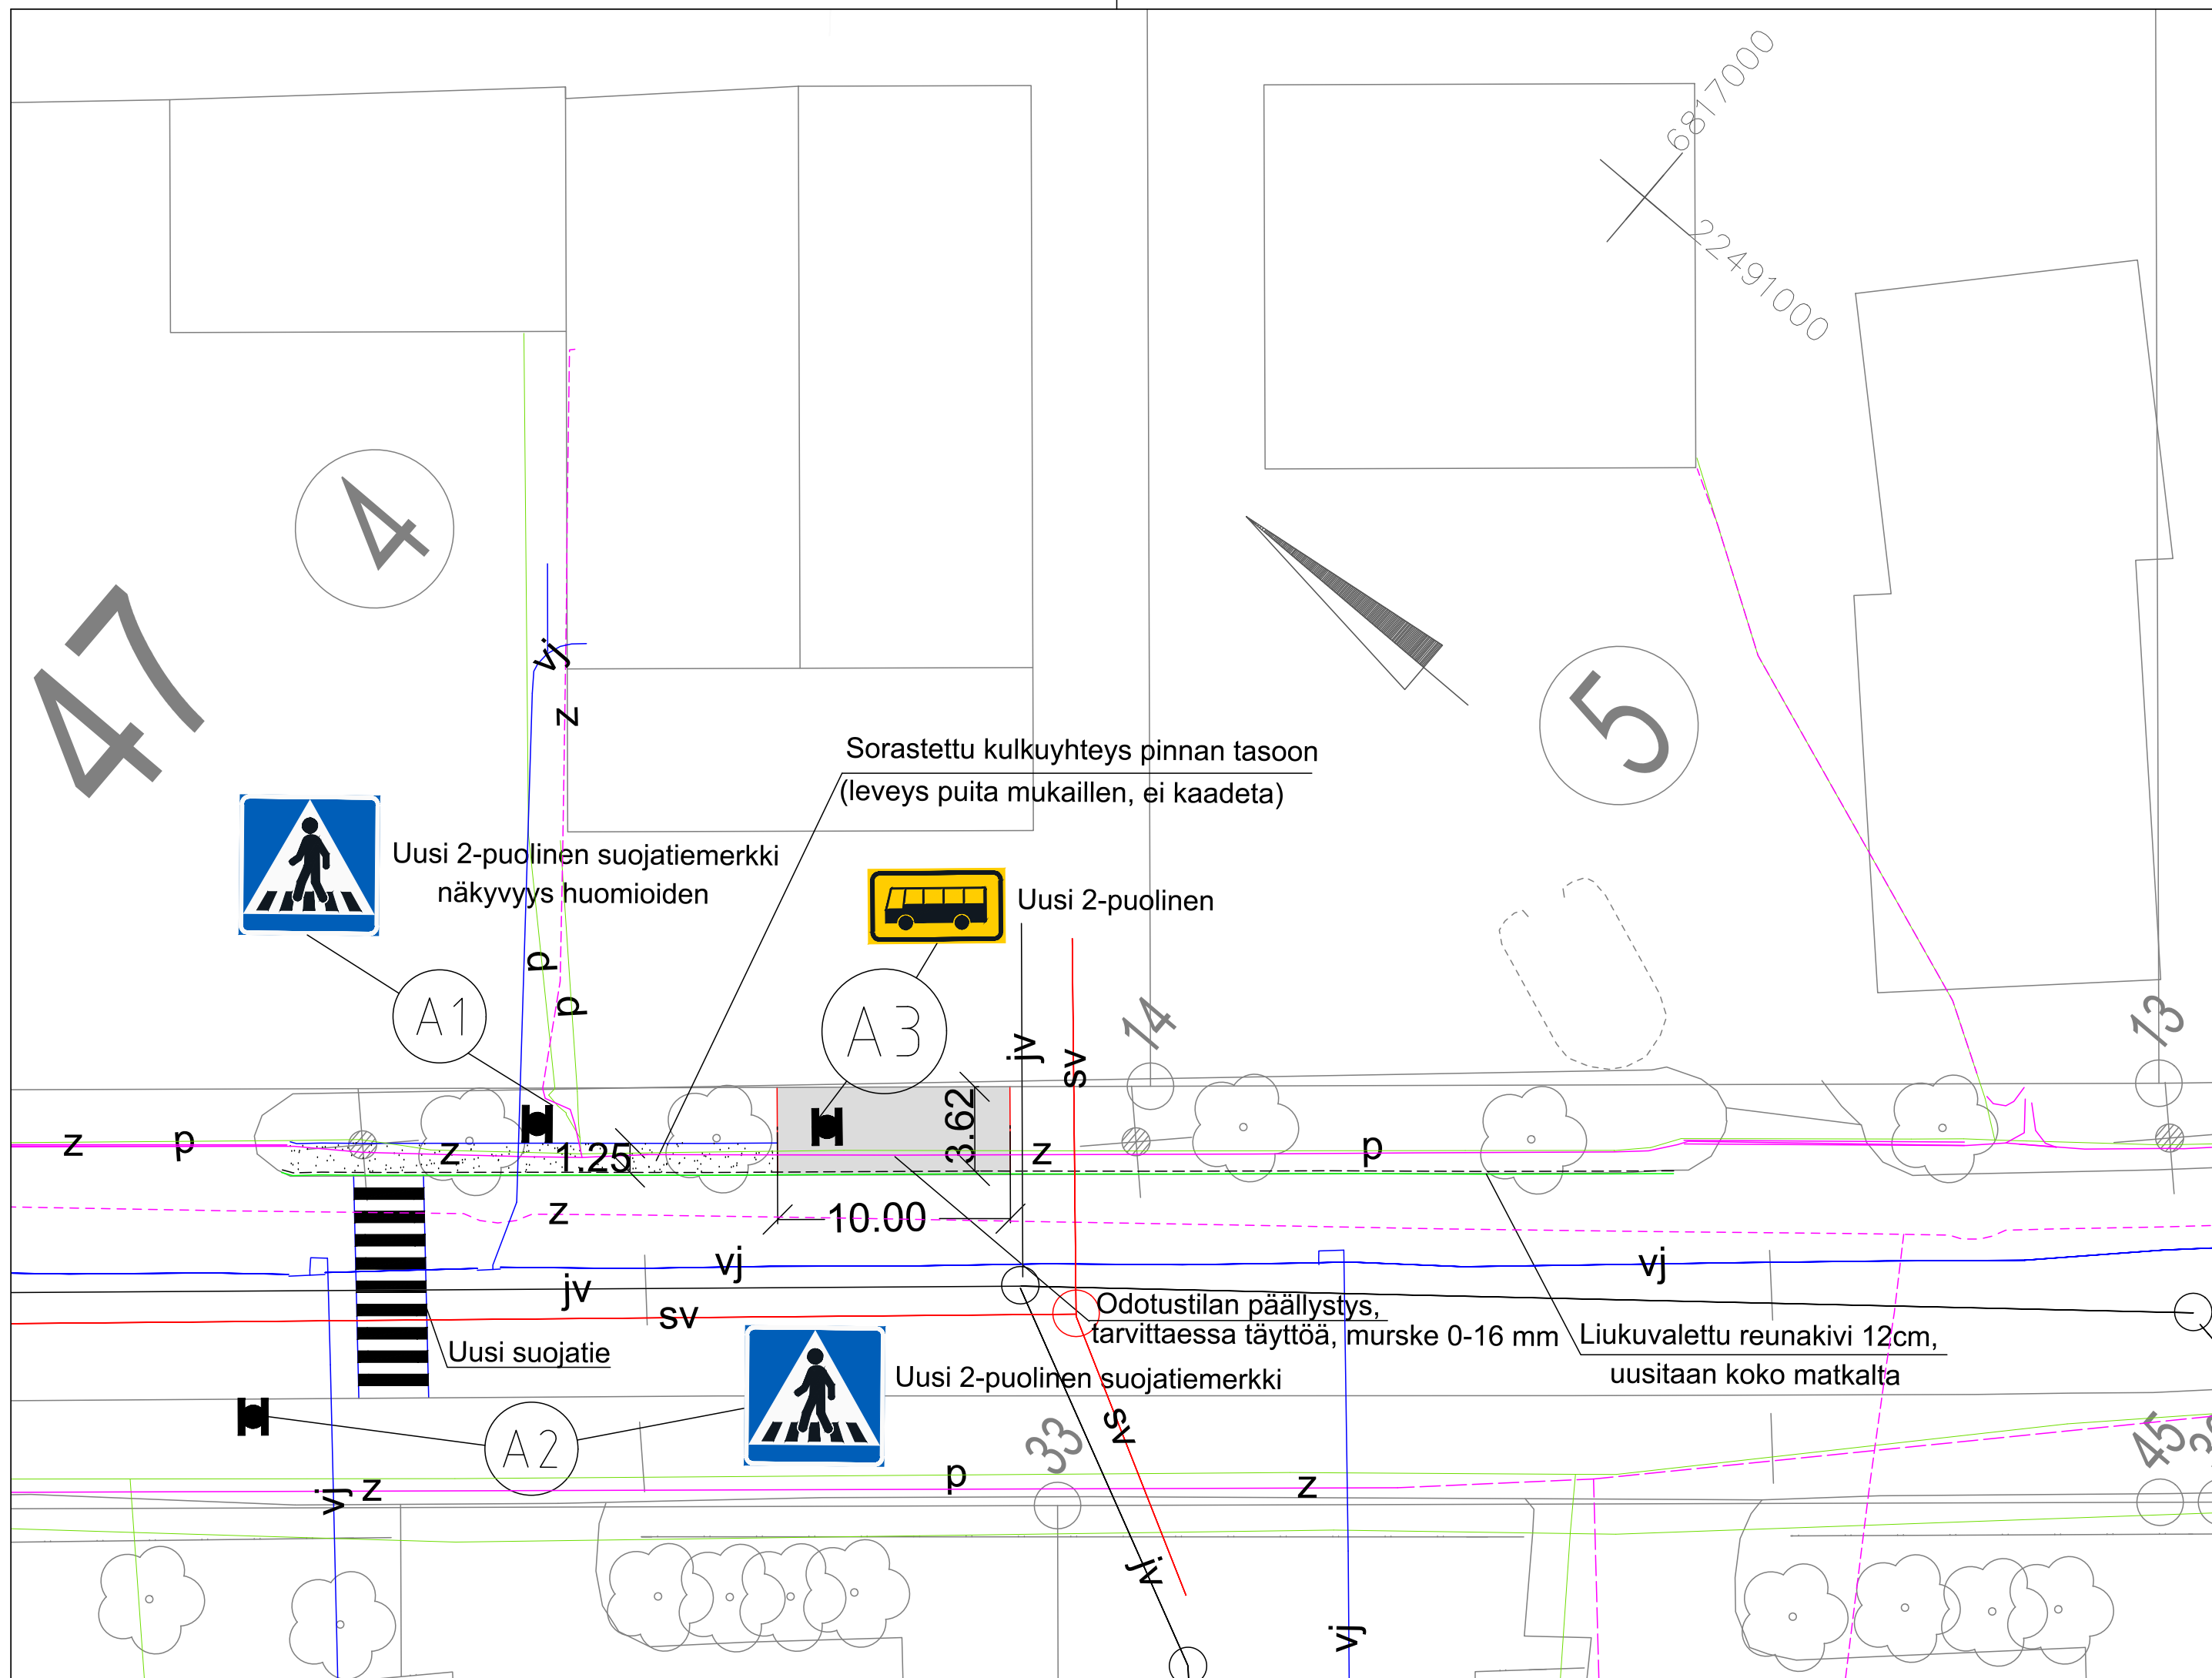 6817000
22491000
4
47
5
vj
z
Sorastettu kulkuyhteys pinnan tasoon
(leveys puita mukaillen, ei kaadeta)
Uusi 2-puolinen suojatiemerkki
näkyvyys huomioiden
Uusi 2-puolinen
p
p
A1
A3
jv
sv
14
13
z
p
z
1.25
3.62
z
p
z
10.00
vj
vj
jv
sv
Odotustilan päällystys,
tarvittaessa täyttöä, murske 0-16 mm
Liukuvalettu reunakivi 12cm,
uusitaan koko matkalta
Uusi suojatie
Uusi 2-puolinen suojatiemerkki
A2
sv
33
45
vj
z
p
z
jv
vj